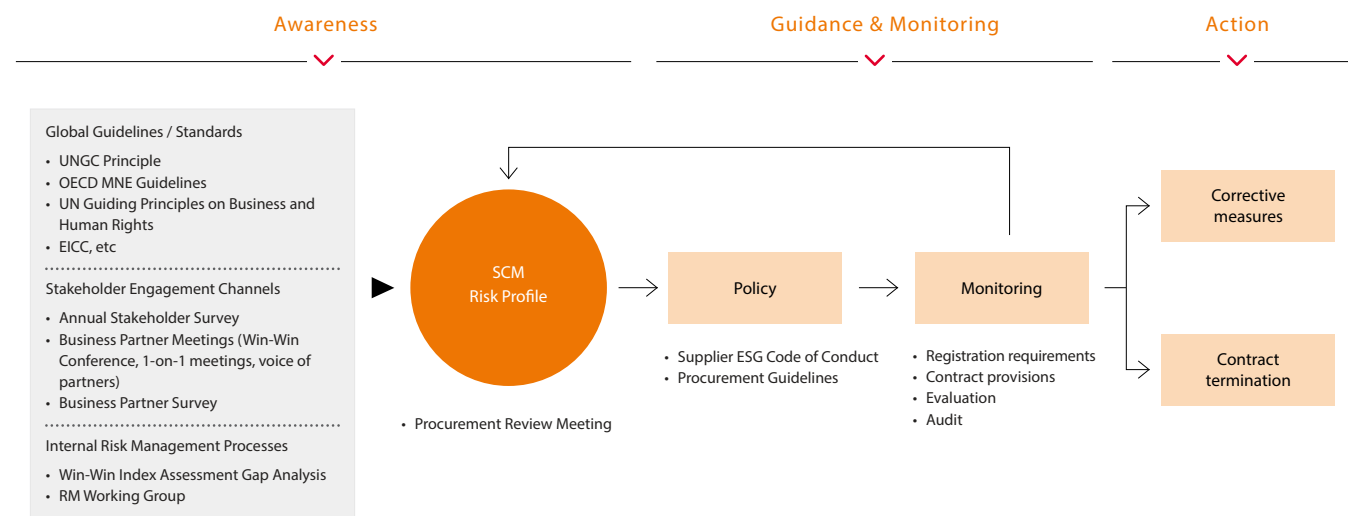 Awareness
Guidance & Monitoring
Action
Global Guidelines / Standards
• UNGC Principle
• OECD MNE Guidelines
• UN Guiding Principles on Business and
Human Rights
• EICC, etc
Stakeholder Engagement Channels
• Annual Stakeholder Survey
• Business Partner Meetings (Win-Win
Conference, 1-on-1 meetings, voice of
partners)
• Business Partner Survey
Internal Risk Management Processes
• Win-Win Index Assessment Gap Analysis
• RM Working Group
SCM
Risk Profile
• Procurement Review Meeting
Policy
• Supplier ESG Code of Conduct
• Procurement Guidelines
Monitoring
• Registration requirements
• Contract provisions
• Evaluation
• Audit
Corrective
measures
Contract
termination